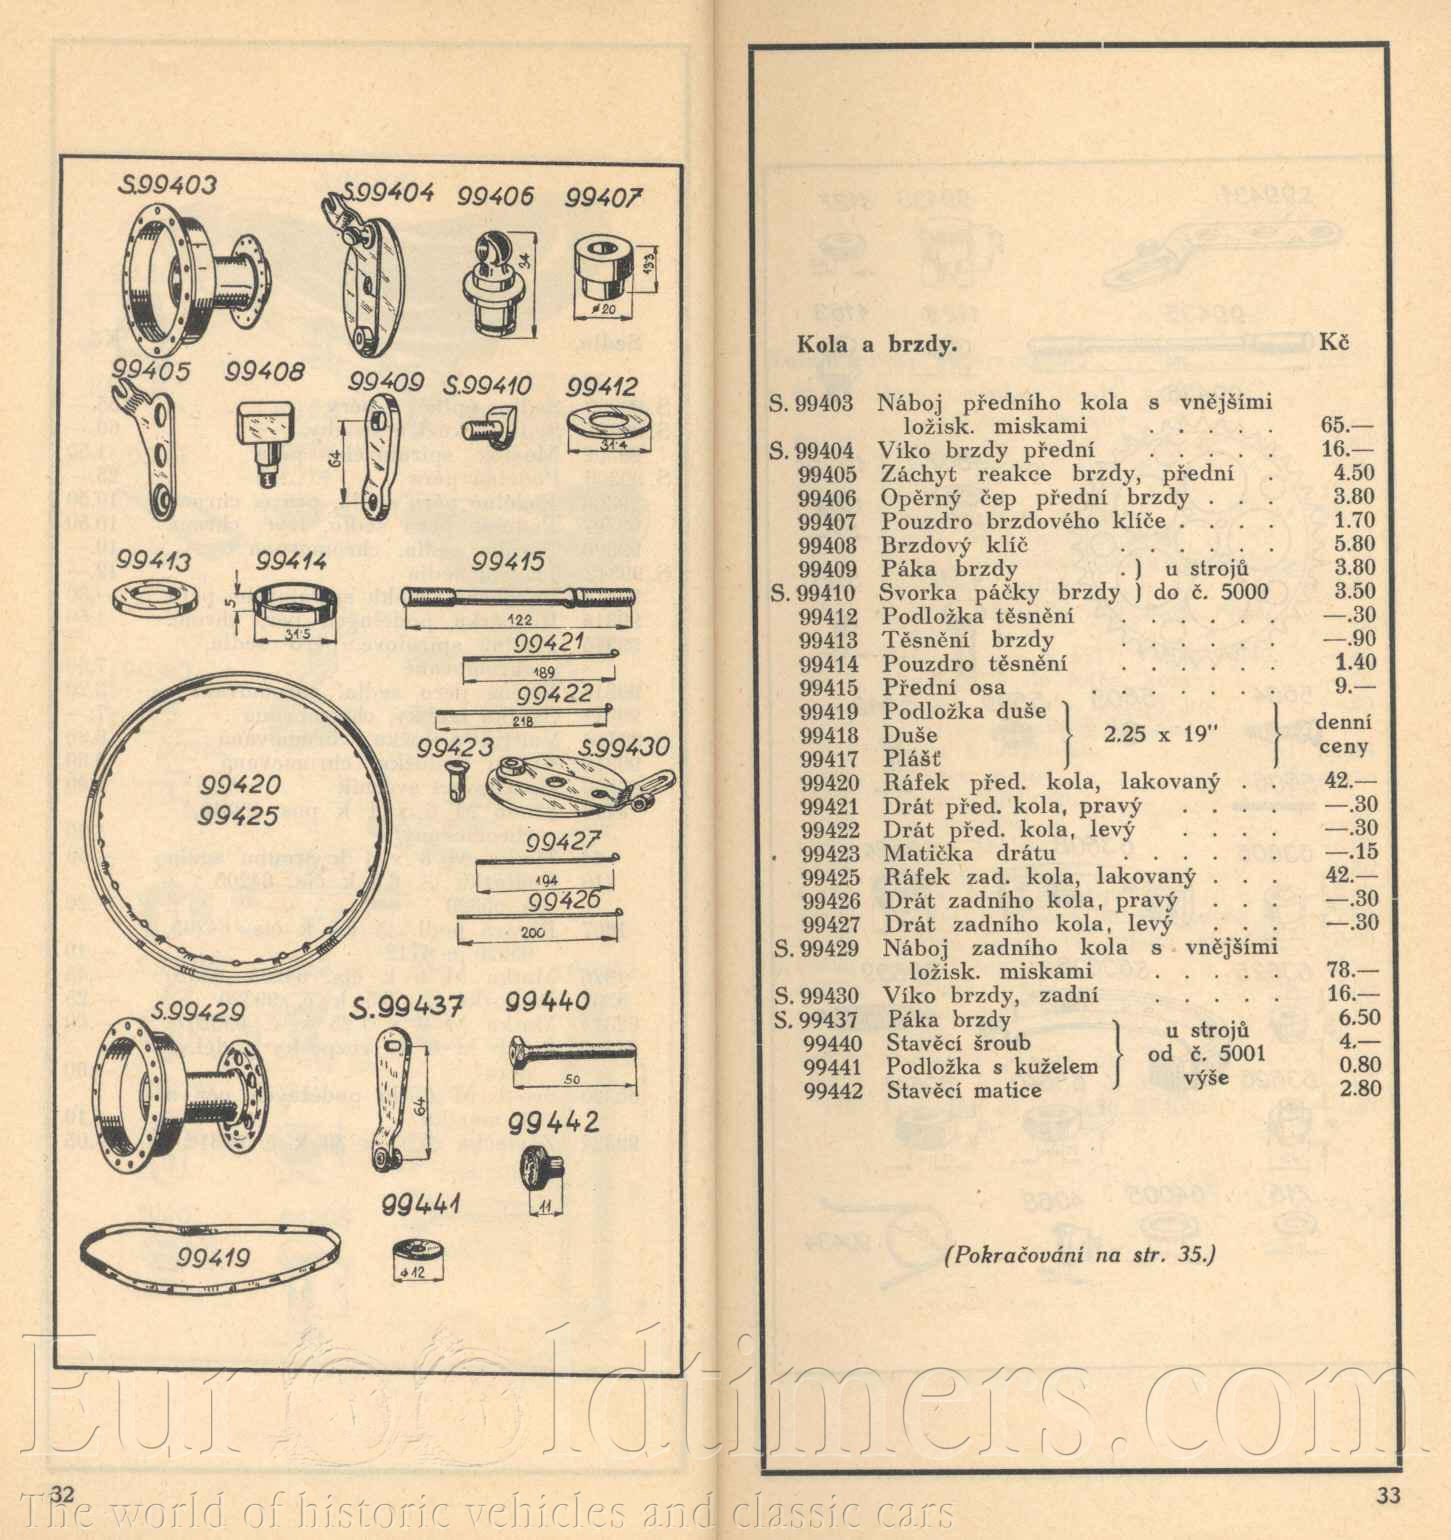 S.99403
S.99404
99406
99407
34
13·3
⌀20
99405
99408
99409
S.99410
99412
64
31·4
99413
99414
99415
5
31·5
122
99421
189
99422
218
99423
S.99430
99420
99425
99427
194
99426
200
S.99429
S.99437
99440
64
50
99442
11
99441
99419
⌀12
32
Kola a brzdy. Kč
S. 99403 Náboj předního kola s vnějšími
ložisk. miskami . . . . . 65.—
S. 99404 Víko brzdy přední . . . . . 16.—
99405 Záchyt reakce brzdy, přední . 4.50
99406 Opěrný čep přední brzdy . . . 3.80
99407 Pouzdro brzdového klíče . . . . 1.70
99408 Brzdový klíč . . . . . . 5.80
99409 Páka brzdy . ) u strojů 3.80
S. 99410 Svorka páčky brzdy ) do č. 5000 3.50
99412 Podložka těsnění . . . . . . —.30
99413 Těsnění brzdy . . . . . . —.90
99414 Pouzdro těsnění . . . . . . 1.40
99415 Přední osa . . . . . . . 9.—
99419 Podložka duše
99418 Duše 2.25 x 19" denní
99417 Plášť ceny
99420 Ráfek před. kola, lakovaný . . 42.—
99421 Drát před. kola, pravý . . . . —.30
99422 Drát před. kola, levý . . . . —.30
99423 Matička drátu . . . . . . —.15
99425 Ráfek zad. kola, lakovaný . . . 42.—
99426 Drát zadního kola, pravý . . . —.30
99427 Drát zadního kola, levý . . . —.30
S. 99429 Náboj zadního kola s vnějšími
ložisk. miskami . . . . . 78.—
S. 99430 Víko brzdy, zadní . . . . . 16.—
S. 99437 Páka brzdy u strojů 6.50
99440 Stavěcí šroub od č. 5001 4.—
99441 Podložka s kuželem výše 0.80
99442 Stavěcí matice 2.80
(Pokračování na str. 35.)
33
EurOOldtimers.com
The world of historic vehicles and classic cars